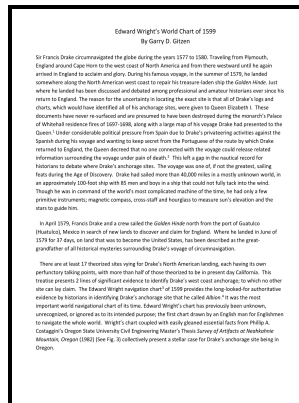 Edward Wright's World Chart of 1599
By Garry D. Gitzen
Sir Francis Drake circumnavigated the globe during the years 1577 to 1580. Traveling from Plymouth,
England around Cape Horn to the west coast of North America and from there westward until he again
arrived in England to acclaim and glory. During his famous voyage, in the summer of 1579, he landed
somewhere along the North American west coast to repair his treasure-laden ship the Golden Hinde. Just
where he landed has been discussed and debated among professional and amateur historians ever since his
return to England. The reason for the uncertainty in locating the exact site is that all of Drake's logs and
charts, which would have identified all of his anchorage sites, were given to Queen Elizabeth I. These
documents have never re-surfaced and are presumed to have been destroyed during the monarch's Palace
of Whitehall residence fires of 1697-1698, along with a large map of his voyage Drake had presented to the
Queen.1 Under considerable political pressure from Spain due to Drake's privateering activities against the
Spanish during his voyage and wanting to keep secret from the Portuguese of the route by which Drake
returned to England, the Queen decreed that no one connected with the voyage could release voyage
information surrounding the voyage under pain of death.2 This left a gap in the nautical record for
historians to debate where Drake's anchorage sites. The voyage was one of, if not the greatest, sailing
feats during the Age of Discovery. Drake had sailed more than 40,000 miles in a mostly unknown world, in
an approximately 100-foot ship with 85 men and boys in a ship that could not fully tack into the wind.
Though he was in command of the world's most complicated machine of the time, he had only a few
primitive instruments; magnetic compass, cross-staff and hourglass to measure sun's elevation and the
stars to guide him.
In April 1579, Francis Drake and a crew sailed the Golden Hinde north from the port of Guatulco
(Huatulco), Mexico in search of new lands to discover and claim for England. Where he landed in June of
1579 for 37 days, on land that was to become the United States, has been described as the great-
grandfather of all historical mysteries surrounding Drake's voyage of circumnavigation.
There are at least 17 theorized sites vying for Drake's North American landing, each having its own
perfunctory talking points, with more than half of those theorized to be in present day California. This
treatise presents 2 lines of significant evidence to identify Drake's west coast anchorage; to which no other
site can lay claim. The Edward Wright navigation chart3 of 1599 provides the long-looked-for authoritative
evidence by historians in identifying Drake's anchorage site that he called Albion.4 It was the most
important world navigational chart of its time. Edward Wright's chart has previously been unknown,
unrecognized, or ignored as to its intended purpose; the first chart drawn by an English man for Englishmen
to navigate the whole world. Wright's chart coupled with easily gleaned essential facts from Phillip A.
Costaggini's Oregon State University Civil Engineering Master's Thesis Survey of Artifacts at Neahkahnie
Mountain, Oregon (1982) (See Fig. 3) collectively present a stellar case for Drake's anchorage site being in
Oregon.